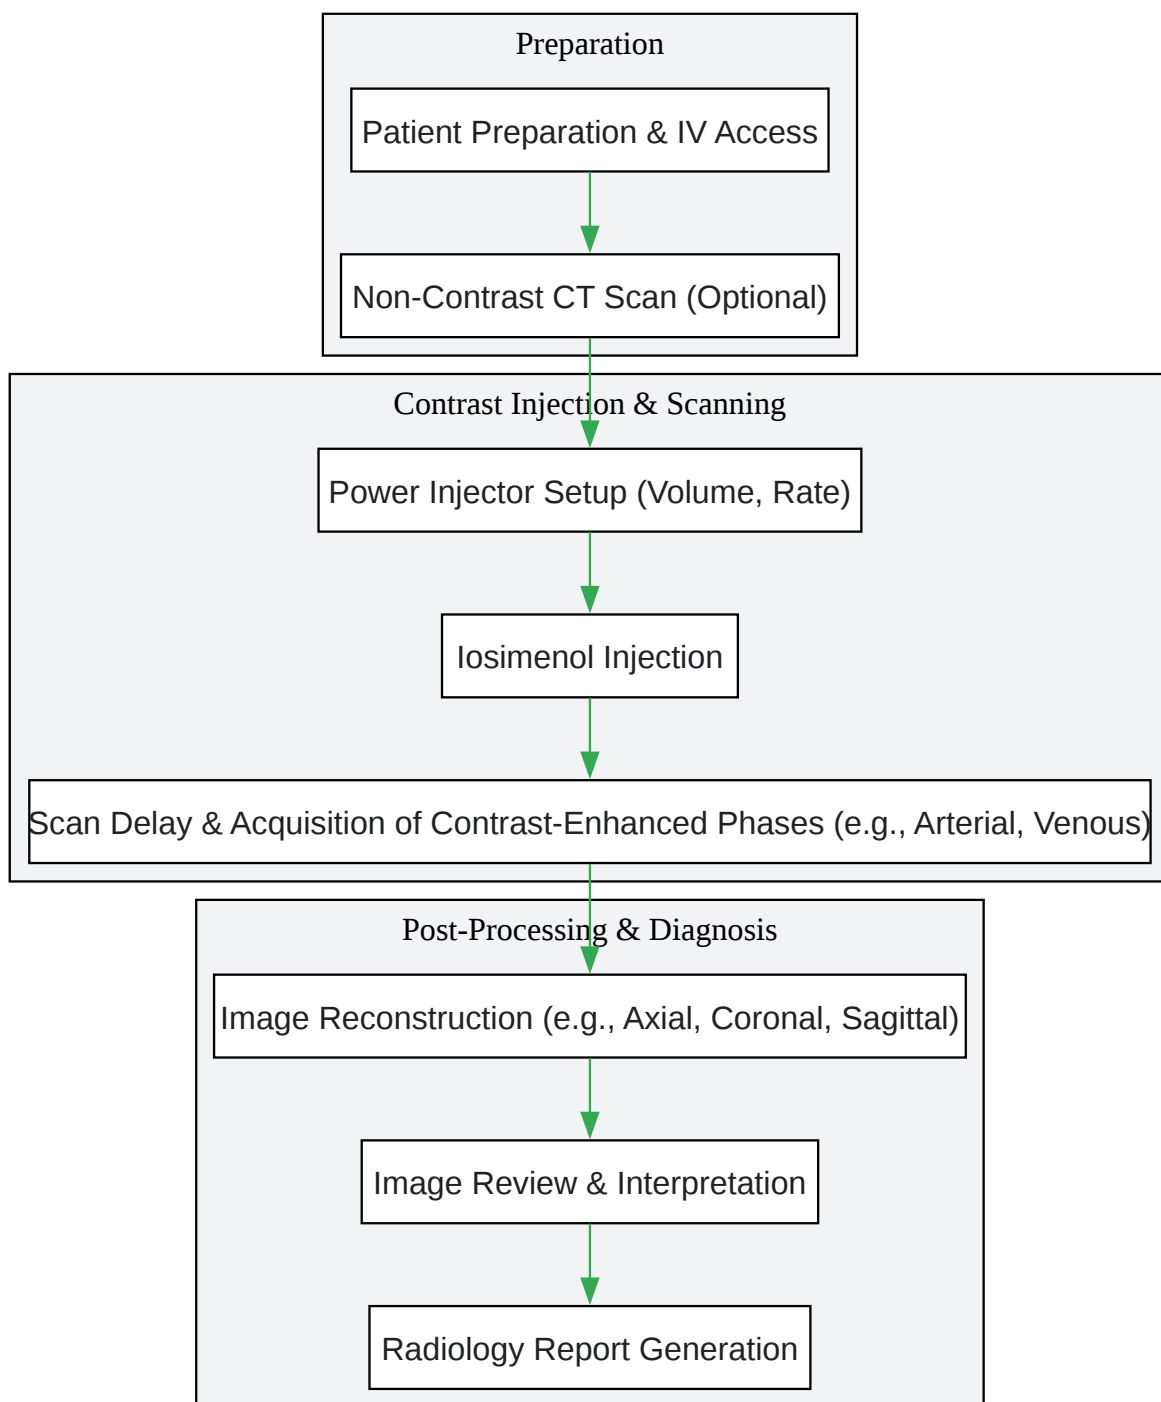 Preparation
Patient Preparation & IV Access
Non-Contrast CT Scan (Optional)
Contrast Injection & Scanning
Power Injector Setup (Volume, Rate)
Iosimenol Injection
Scan Delay & Acquisition of Contrast-Enhanced Phases (e.g., Arterial, Venous)
Post-Processing & Diagnosis
Image Reconstruction (e.g., Axial, Coronal, Sagittal)
Image Review & Interpretation
Radiology Report Generation